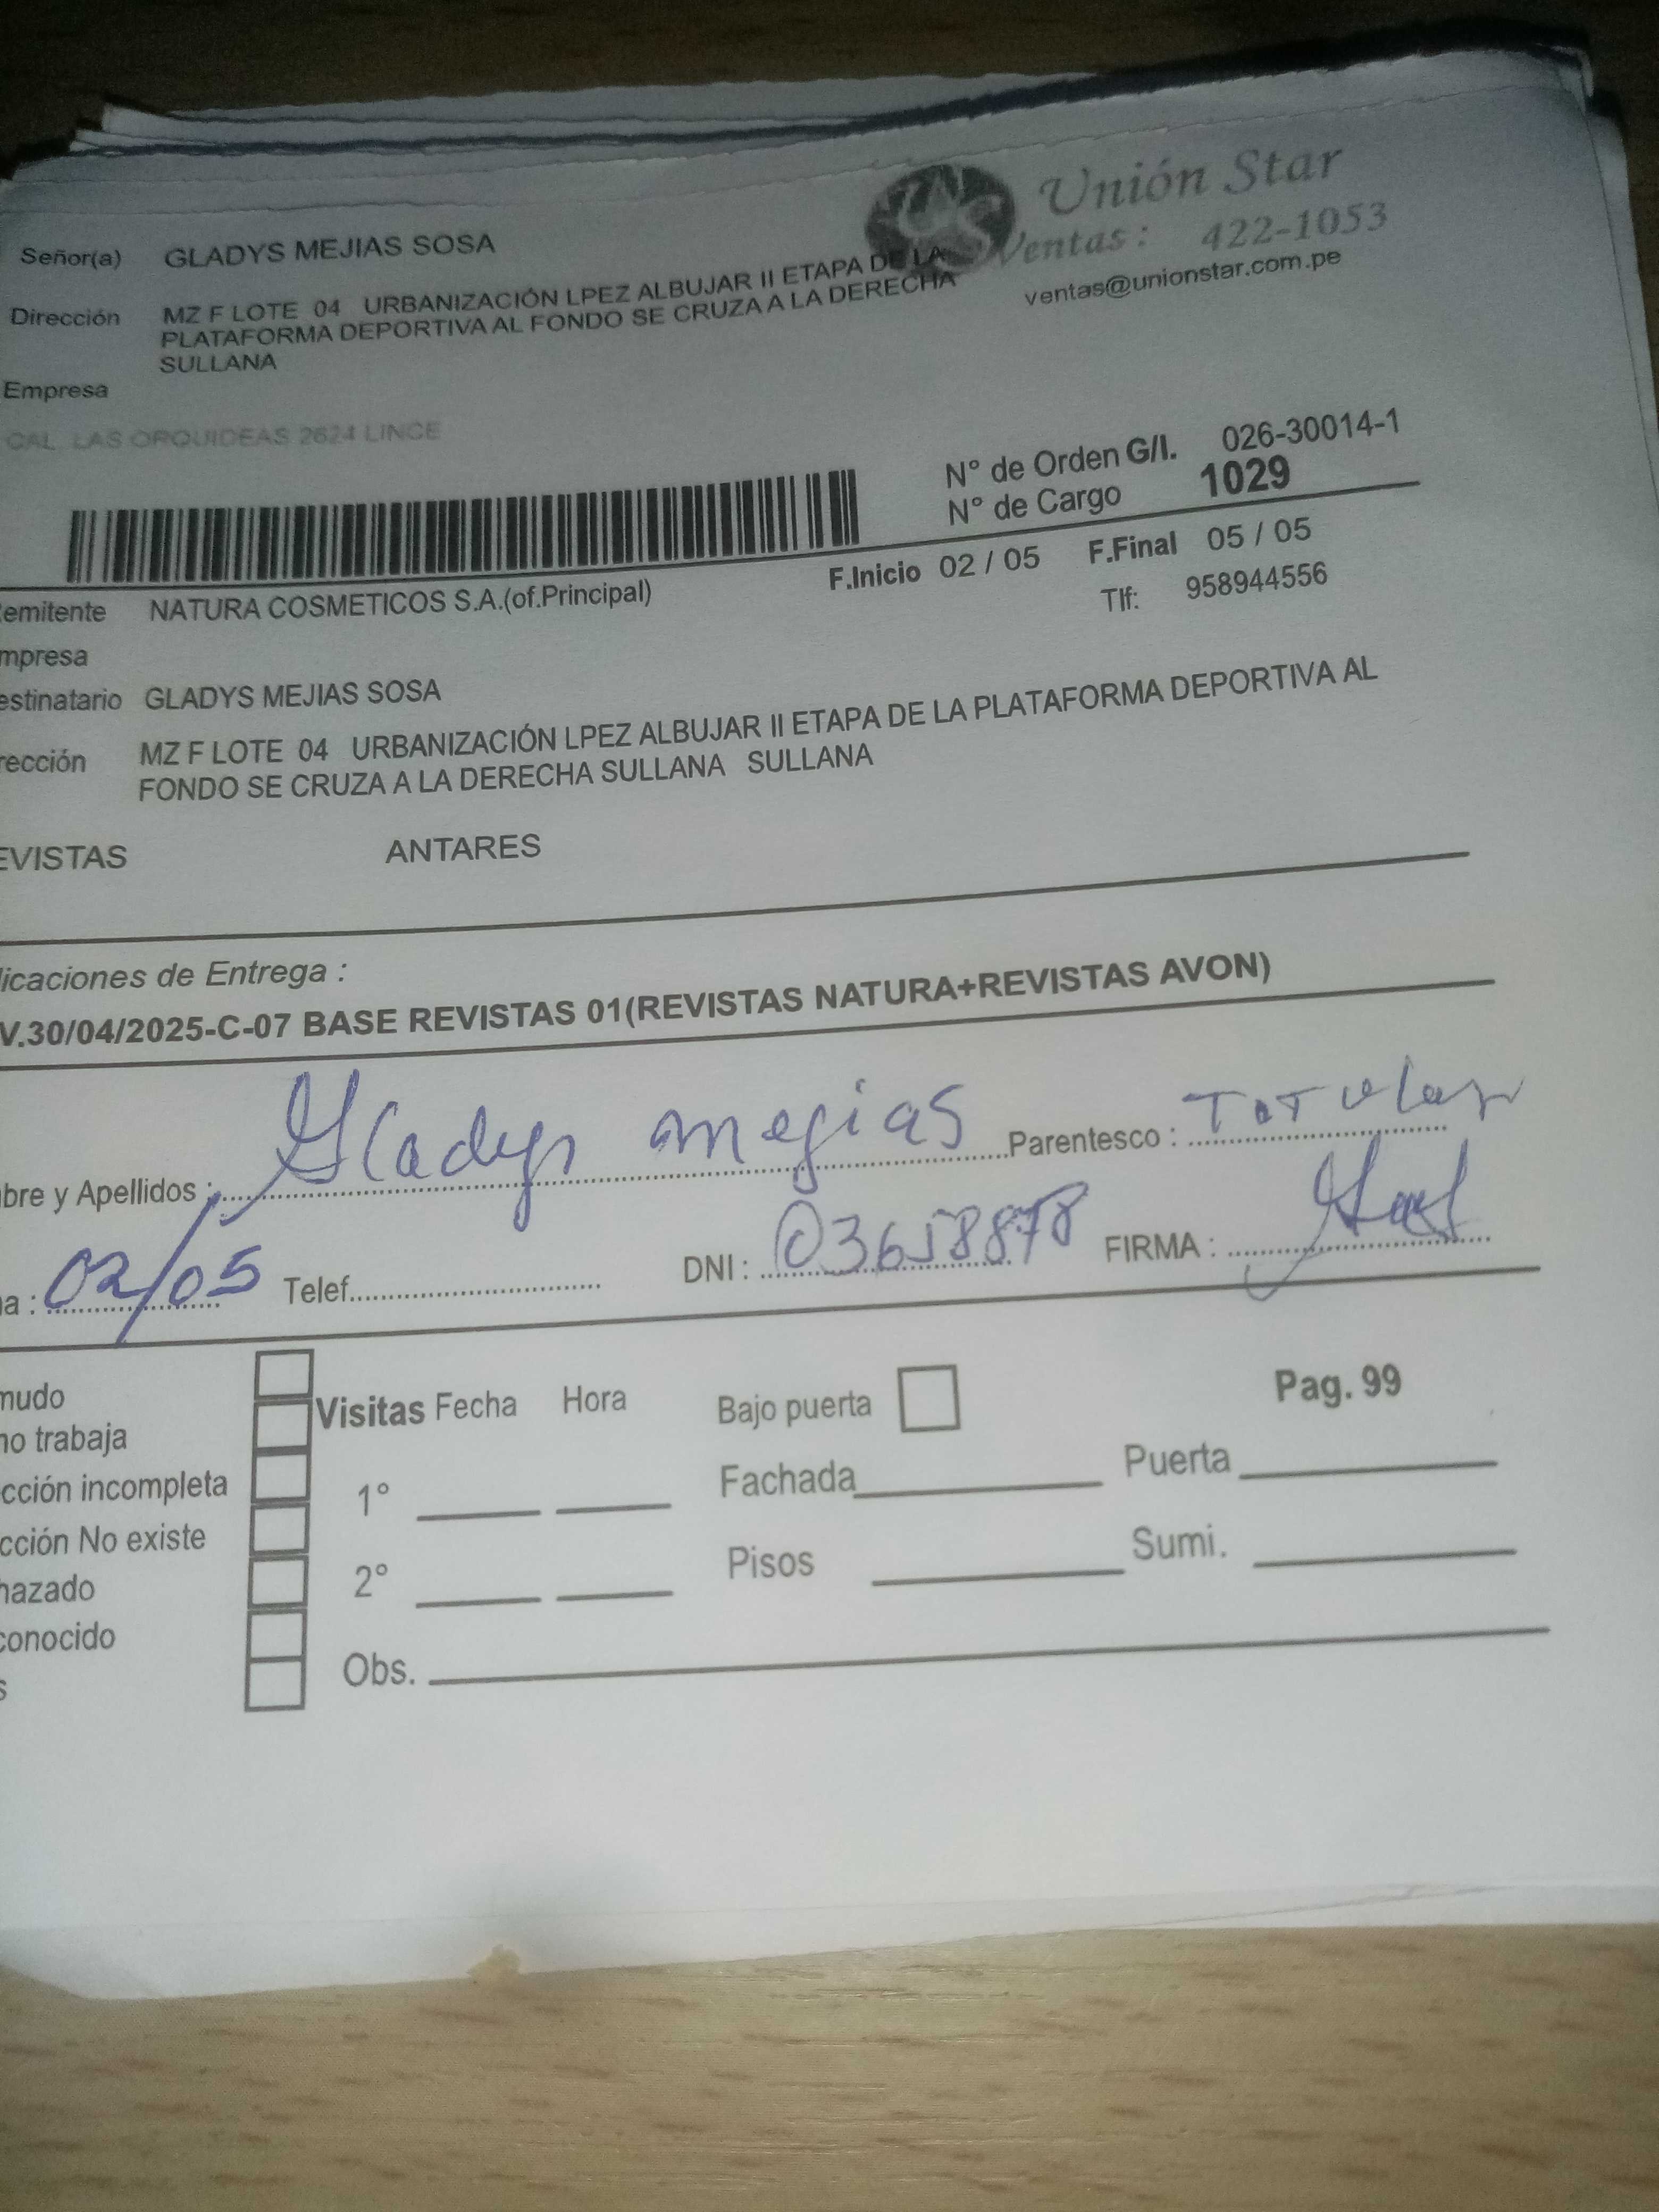 Unión Star
Ventas : 422-1053
ventas@unionstar.com.pe
Señor(a) GLADYS MEJIAS SOSA
Dirección MZ F LOTE 04 URBANIZACIÓN LPEZ ALBUJAR II ETAPA DE LA
PLATAFORMA DEPORTIVA AL FONDO SE CRUZA A LA DERECHA
SULLANA
Empresa
CAL. LAS ORQUIDEAS 2624 LINCE
N° de Orden G/I. 026-30014-1
N° de Cargo 1029
F.Inicio 02 / 05 F.Final 05 / 05
emitente NATURA COSMETICOS S.A.(of.Principal) Tlf: 958944556
mpresa
estinatario GLADYS MEJIAS SOSA
rección MZ F LOTE 04 URBANIZACIÓN LPEZ ALBUJAR II ETAPA DE LA PLATAFORMA DEPORTIVA AL
FONDO SE CRUZA A LA DERECHA SULLANA SULLANA
EVISTAS ANTARES
licaciones de Entrega :
V.30/04/2025-C-07 BASE REVISTAS 01(REVISTAS NATURA+REVISTAS AVON)
bre y Apellidos : Gladys mejias Parentesco : TiTular
a : 02/05 Telef. DNI : 03658878 FIRMA :
mudo
no trabaja
cción incompleta
cción No existe
hazado
conocido
s
Visitas Fecha Hora Bajo puerta Pag. 99
1° Fachada Puerta
2° Pisos Sumi.
Obs.